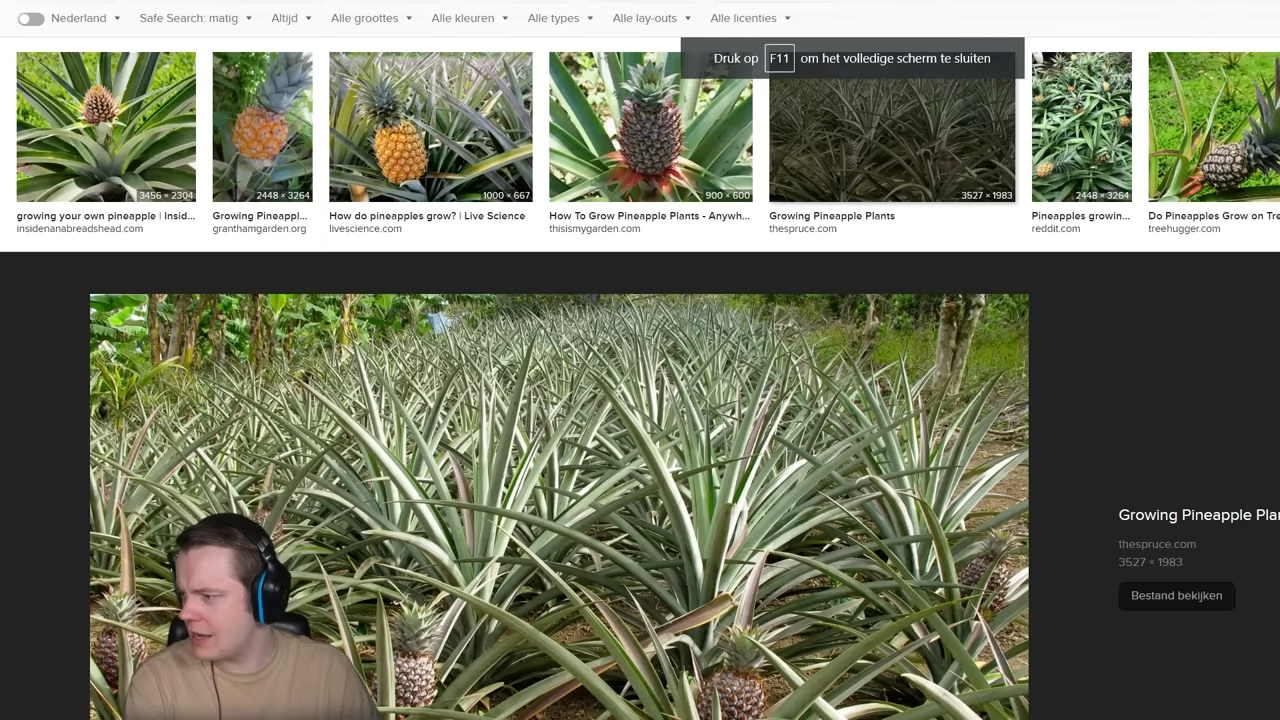 Nederland Safe Search: matig Altijd Alle groottes Alle kleuren Alle types Alle lay-outs Alle licenties
Druk op F11 om het volledige scherm te sluiten
3456 × 2304
2448 × 3264
1000 × 667
900 × 600
3527 × 1983
2448 × 3264
growing your own pineapple | Insid...
insidenanabreadshead.com
Growing Pineappl...
granthamgarden.org
How do pineapples grow? | Live Science
livescience.com
How To Grow Pineapple Plants - Anywh...
thisismygarden.com
Growing Pineapple Plants
thespruce.com
Pineapples growin...
reddit.com
Do Pineapples Grow on Tre
treehugger.com
Growing Pineapple Plan
thespruce.com
3527 × 1983
Bestand bekijken